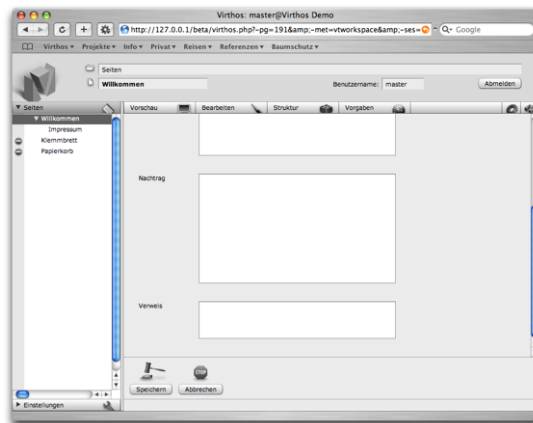 Virthos: master@Virthos Demo
http://127.0.0.1/beta/virthos.php?-pg=191&amp;-met=vtworkspace&amp;-ses=
Google
Virthos Projekte Info Privat Reisen Referenzen Baumschutz
Seiten
Willkommen
Benutzername: master
Abmelden
Seiten
Vorschau Bearbeiten Struktur Vorgaben
Willkommen
Impressum
Klemmbrett
Papierkorb
Nachtrag
Verweis
STOP
Speichern Abbrechen
Einstellungen